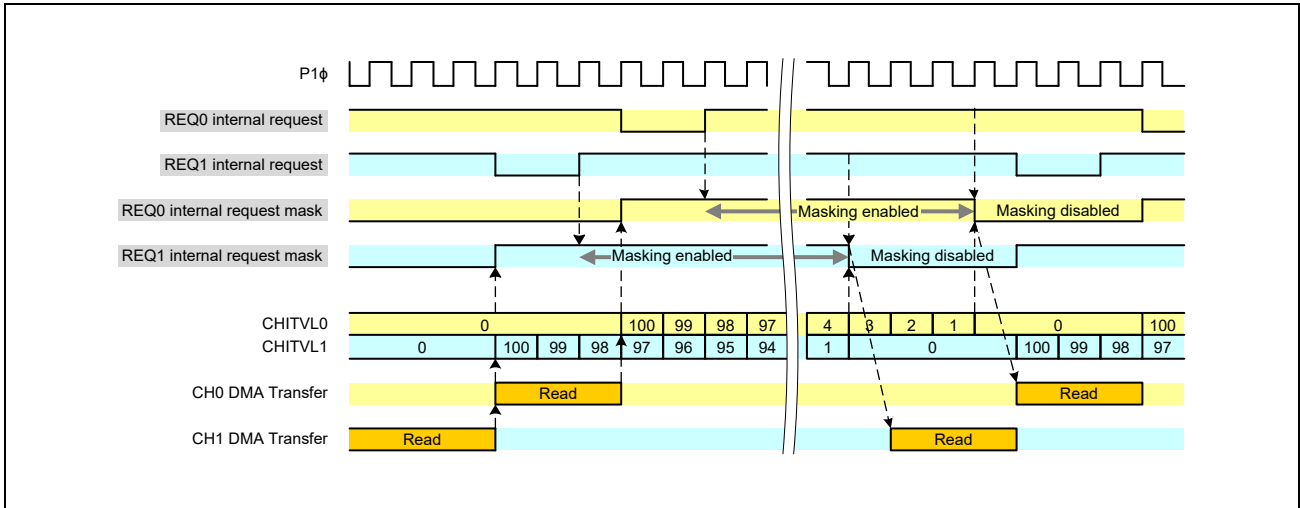 P1ϕ
REQ0 internal request
REQ1 internal request
REQ0 internal request mask Masking enabled Masking disabled
REQ1 internal request mask Masking enabled Masking disabled
CHITVL0 0 100 99 98 97 4 3 2 1 0 100
CHITVL1 0 100 99 98 97 96 95 94 1 0 100 99 98 97
CH0 DMA Transfer Read Read
CH1 DMA Transfer Read Read